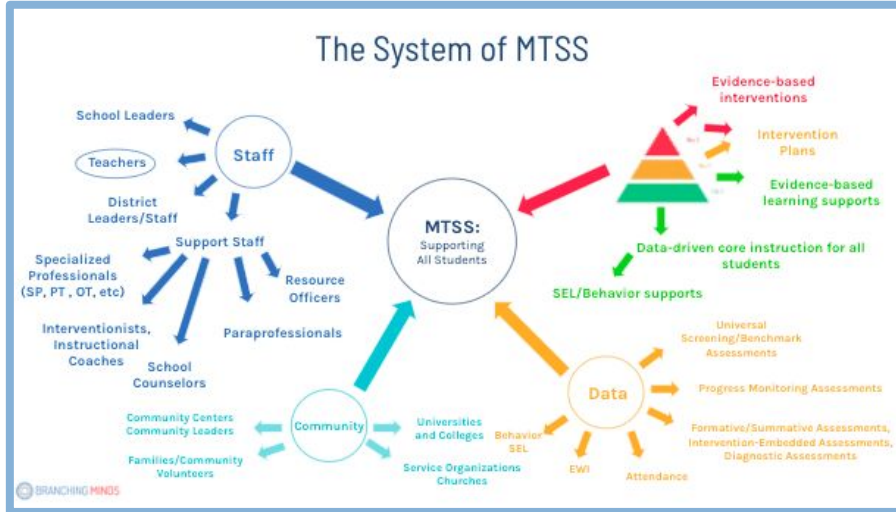 The System of MTSS
School Leaders
Teachers
District
Leaders/Staff
Staff
Support Staff
Specialized
Professionals
(SP, PT , OT, etc)
Interventionists,
Instructional
Coaches
School
Counselors
Paraprofessionals
Resource
Officers
MTSS:
Supporting
All Students
Evidence-based
interventions
Intervention
Plans
Evidence-based
learning supports
Data-driven core instruction for all
students
SEL/Behavior supports
Community
Community Centers
Community Leaders
Families/Community
Volunteers
Universities
and Colleges
Service Organizations
Churches
Data
Universal
Screening/Benchmark
Assessments
Progress Monitoring Assessments
Formative/Summative Assessments,
Intervention-Embedded Assessments,
Diagnostic Assessments
Attendance
EWI
Behavior
SEL
BRANCHING MINDS